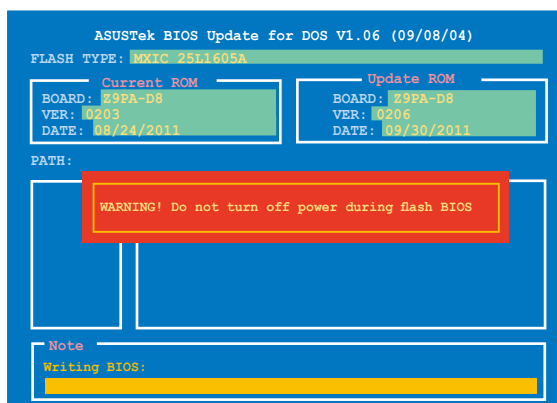 ASUSTek BIOS Update for DOS V1.06 (09/08/04)
FLASH TYPE: MXIC 25L1605A
Current ROM
BOARD: Z9PA-D8
VER: 0203
DATE: 08/24/2011
Update ROM
BOARD: Z9PA-D8
VER: 0206
DATE: 09/30/2011
PATH:
WARNING! Do not turn off power during flash BIOS
Note
Writing BIOS: